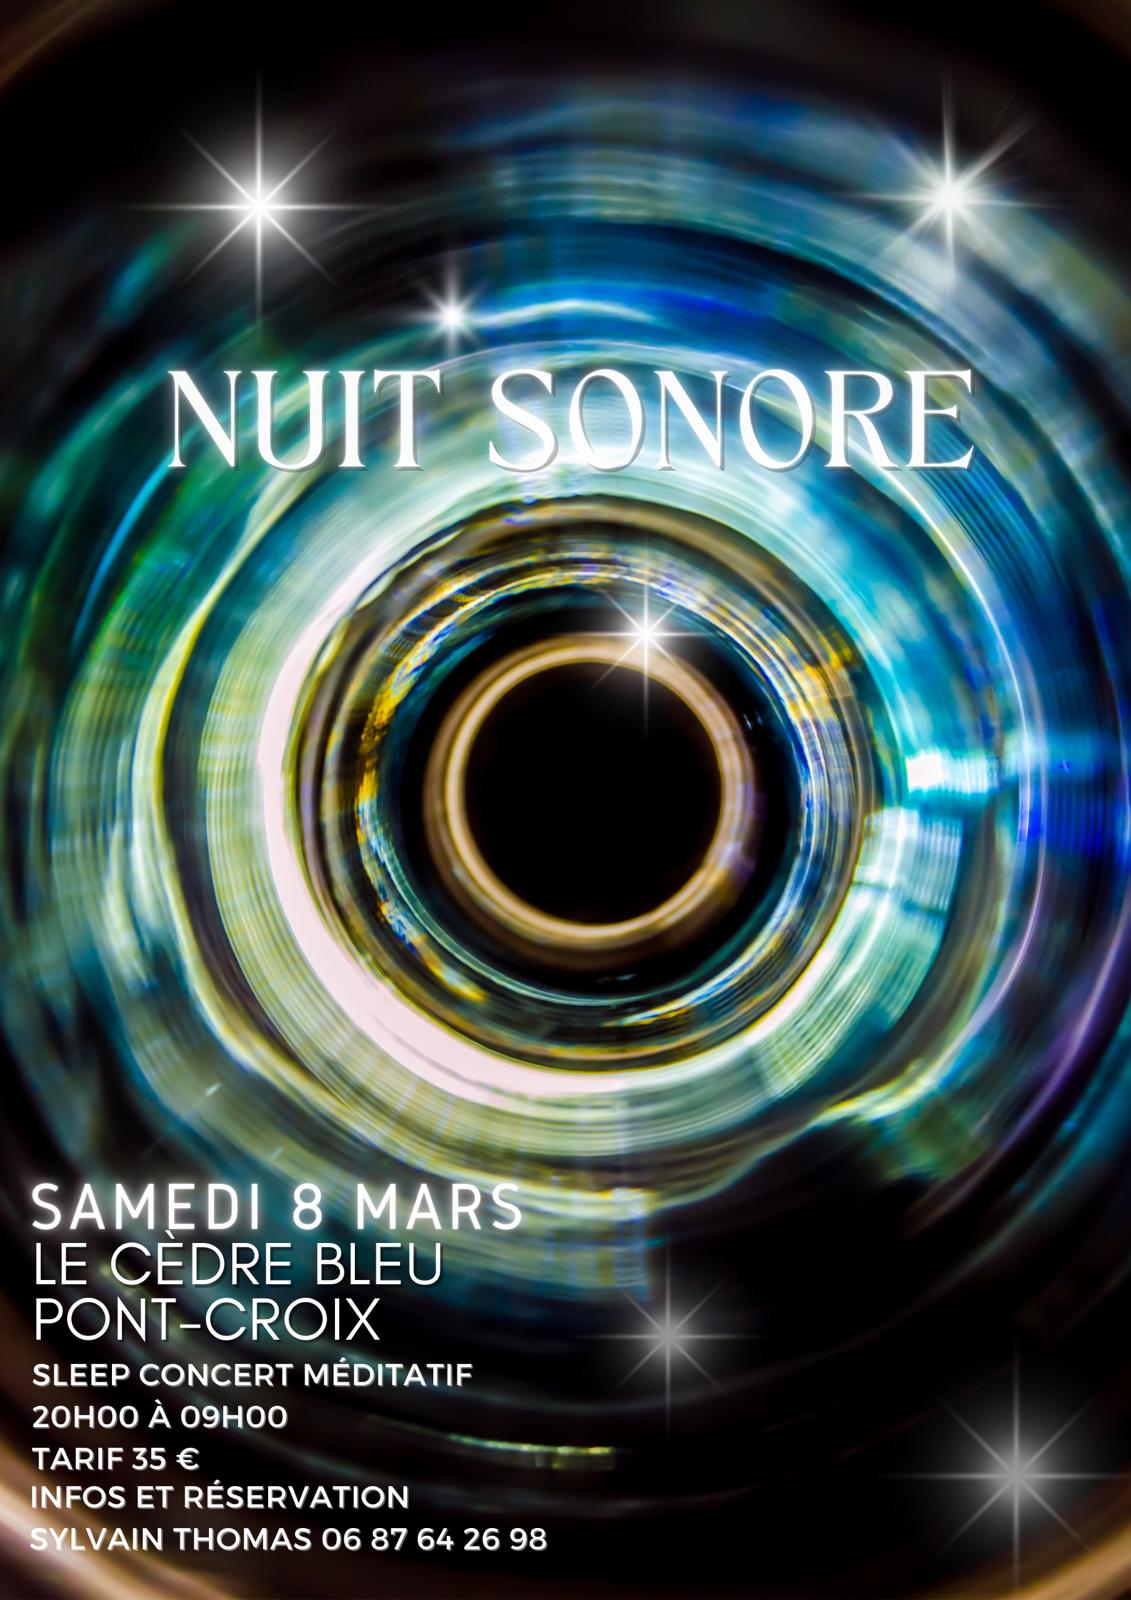 NUIT SONORE
SAMEDI 8 MARS
LE CÈDRE BLEU
PONT-CROIX
SLEEP CONCERT MÉDITATIF
20H00 À 09H00
TARIF 35 €
INFOS ET RÉSERVATION
SYLVAIN THOMAS 06 87 64 26 98